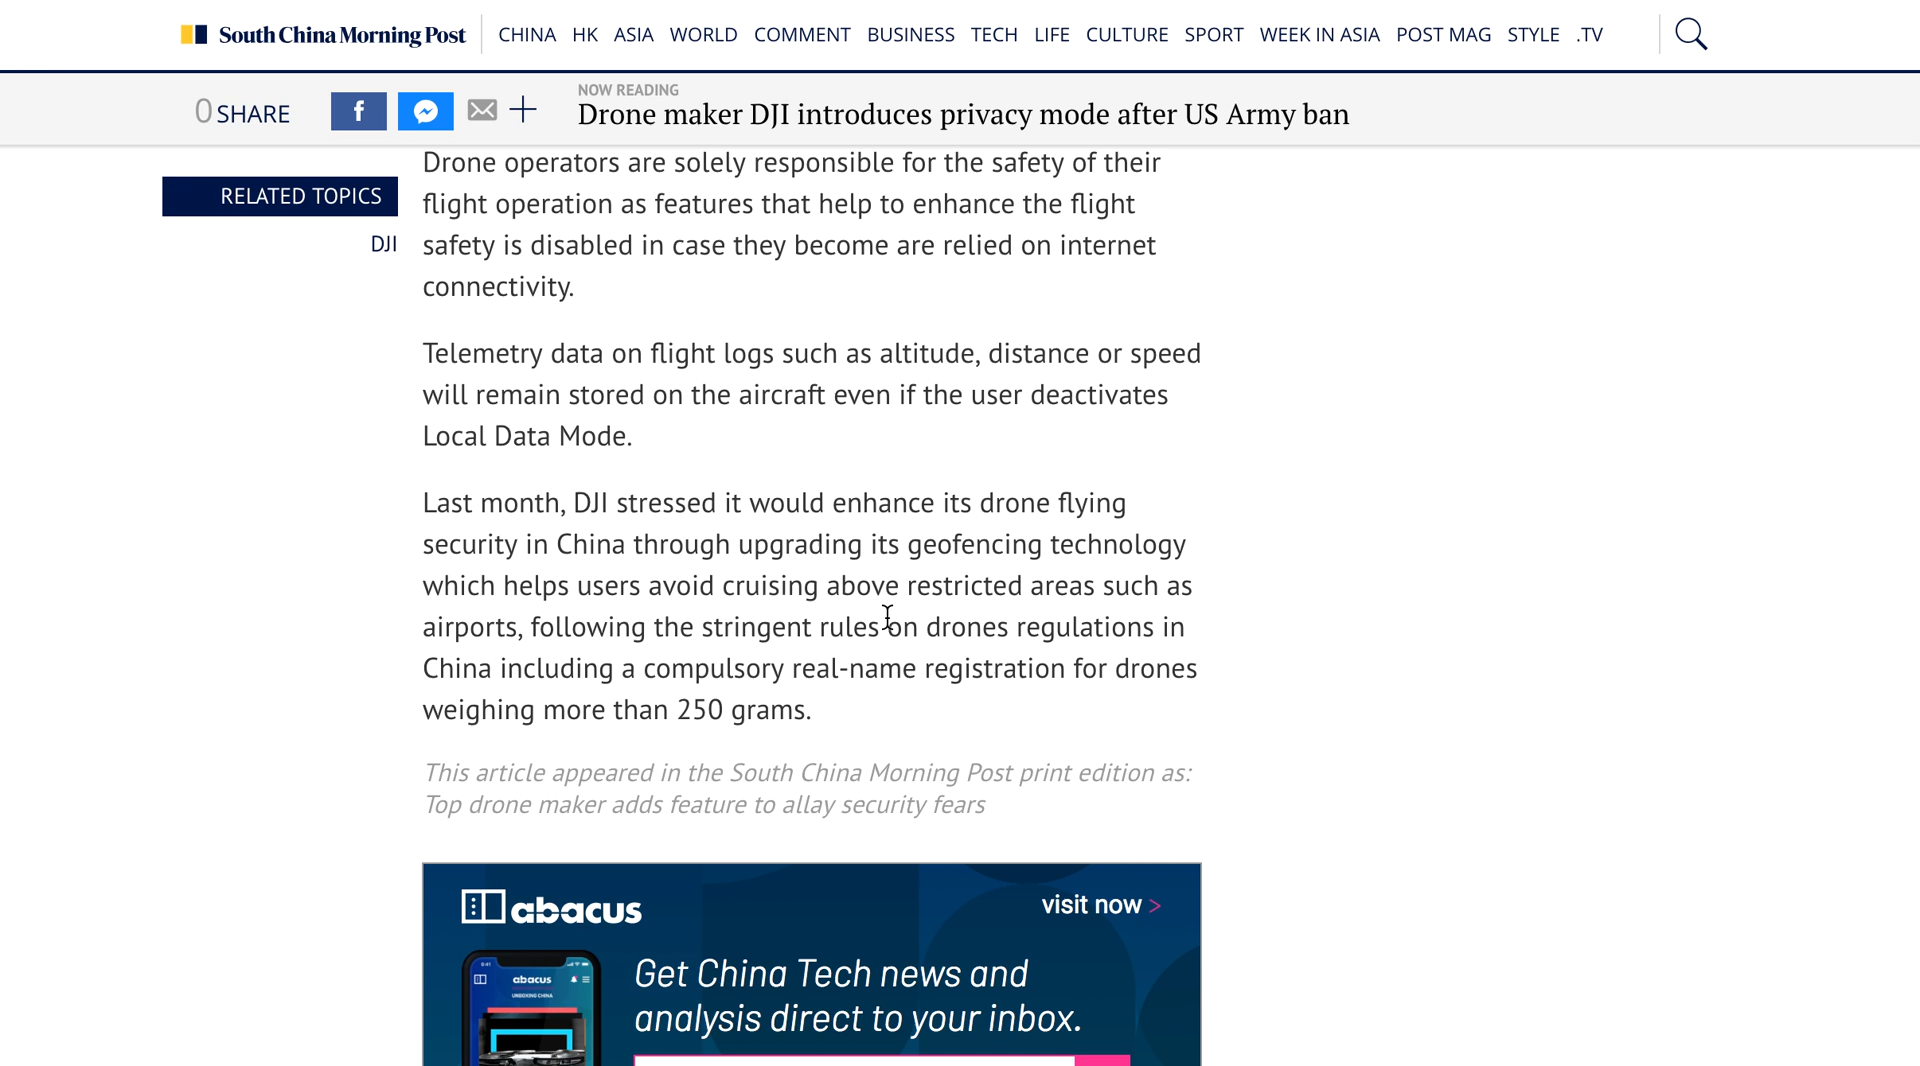 South China Morning Post
CHINA HK ASIA WORLD COMMENT BUSINESS TECH LIFE CULTURE SPORT WEEK IN ASIA POST MAG STYLE .TV
0 SHARE
f
NOW READING
Drone maker DJI introduces privacy mode after US Army ban
RELATED TOPICS
DJI
Drone operators are solely responsible for the safety of their
flight operation as features that help to enhance the flight
safety is disabled in case they become are relied on internet
connectivity.
Telemetry data on flight logs such as altitude, distance or speed
will remain stored on the aircraft even if the user deactivates
Local Data Mode.
Last month, DJI stressed it would enhance its drone flying
security in China through upgrading its geofencing technology
which helps users avoid cruising above restricted areas such as
airports, following the stringent rules on drones regulations in
China including a compulsory real-name registration for drones
weighing more than 250 grams.
This article appeared in the South China Morning Post print edition as:
Top drone maker adds feature to allay security fears
abacus
visit now >
Get China Tech news and
analysis direct to your inbox.
9:41
abacus
UNBOXING CHINA